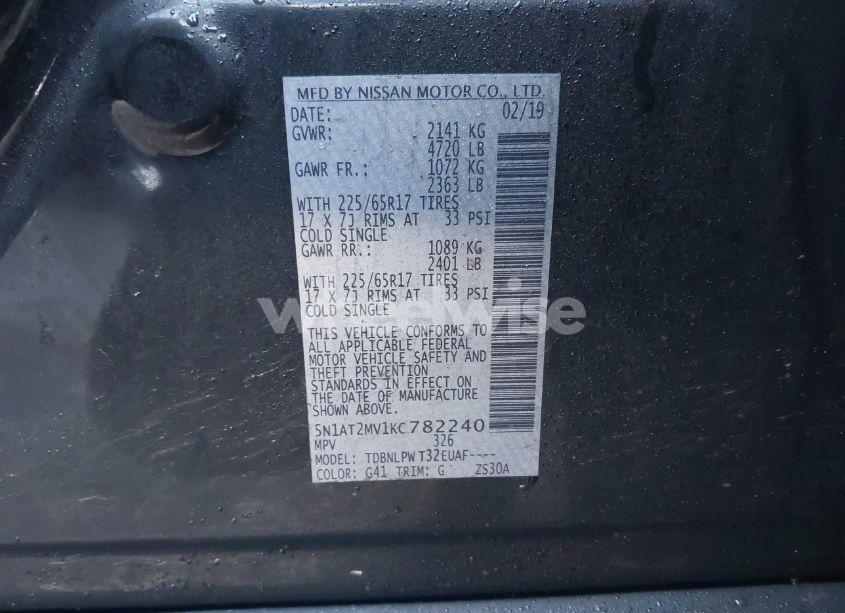 MFD BY NISSAN MOTOR CO., LTD.
DATE: 02/19
GVWR: 2141 KG
4720 LB
GAWR FR.: 1072 KG
2363 LB
WITH 225/65R17 TIRES
17 X 7J RIMS AT 33 PSI
COLD SINGLE
GAWR RR.: 1089 KG
2401 LB
WITH 225/65R17 TIRES
17 X 7J RIMS AT 33 PSI
COLD SINGLE
THIS VEHICLE CONFORMS TO
ALL APPLICABLE FEDERAL
MOTOR VEHICLE SAFETY AND
THEFT PREVENTION
STANDARDS IN EFFECT ON
THE DATE OF MANUFACTURE
SHOWN ABOVE.
5N1AT2MV1KC782240
MPV 326
MODEL: TDBNLPW T32EUAF----
COLOR: G41 TRIM: G ZS30A